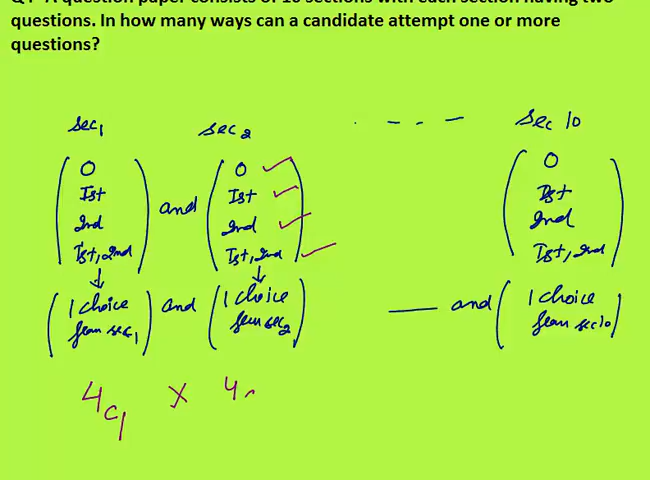 questions. In how many ways can a candidate attempt one or more
questions?
sec1 sec2 - - - sec 10
0 0 0
Ist Ist Ist
2nd and 2nd 2nd
Ist, 2nd Ist, 2nd Ist, 2nd
1 choice and 1 choice and 1 choice
from sec1 from sec2 from sec10
4c1 x 4